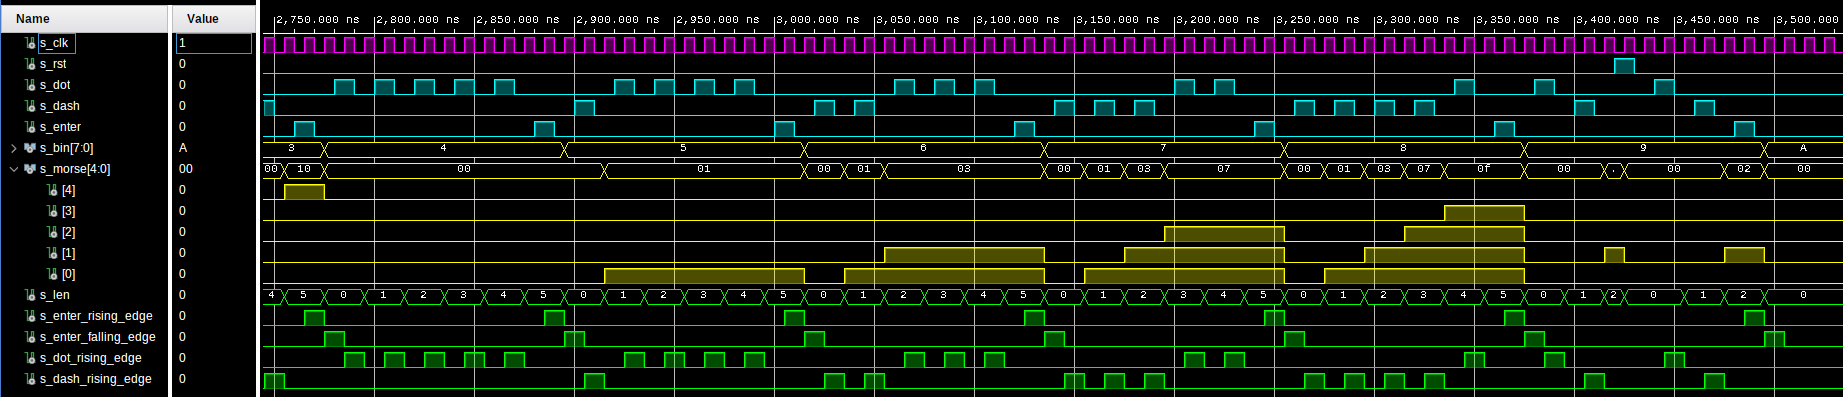 Name Value 2,750.000 ns 2,800.000 ns 2,850.000 ns 2,900.000 ns 2,950.000 ns 3,000.000 ns 3,050.000 ns 3,100.000 ns 3,150.000 ns 3,200.000 ns 3,250.000 ns 3,300.000 ns 3,350.000 ns 3,400.000 ns 3,450.000 ns 3,500.000
s_clk 1
s_rst 0
s_dot 0
s_dash 0
s_enter 0
s_bin[7:0] A 3 4 5 6 7 8 9 A
s_morse[4:0] 00 00 10 00 01 00 01 03 00 01 03 07 00 01 03 07 0f 00 . 00 02 00
[4] 0
[3] 0
[2] 0
[1] 0
[0] 0
s_len 0 4 5 0 1 2 3 4 5 0 1 2 3 4 5 0 1 2 3 4 5 0 1 2 3 4 5 0 1 2 3 4 5 0 1 2 0 1 2 0
s_enter_rising_edge 0
s_enter_falling_edge 0
s_dot_rising_edge 0
s_dash_rising_edge 0